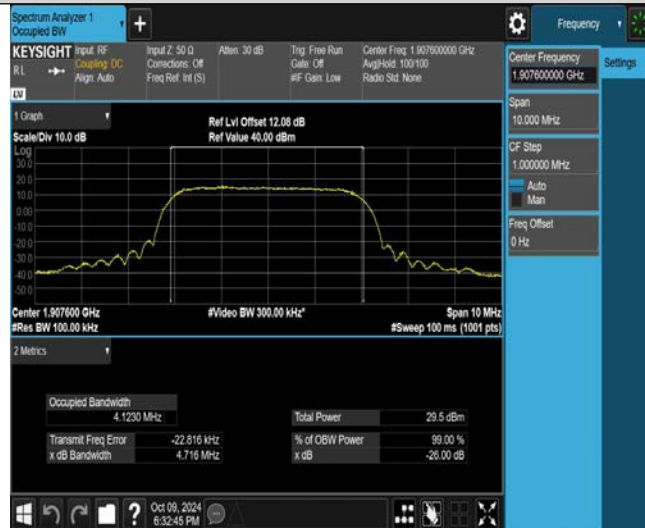 Spectrum Analyzer 1
Occupied BW
+
Frequency
KEYSIGHT
RL
Input: RF
Coupling: DC
Align: Auto
Input Z: 50 Ω
Corrections: Off
Freq Ref: Int (S)
Atten: 30 dB
Trig: Free Run
Gate: Off
#IF Gain: Low
Center Freq: 1.907600000 GHz
Avg|Hold: 100/100
Radio Std: None
Center Frequency
1.907600000 GHz
Settings
Span
10.000 MHz
CF Step
1.000000 MHz
Auto
Man
Freq Offset
0 Hz
1 Graph
Scale/Div 10.0 dB
Ref Lvl Offset 12.08 dB
Ref Value 40.00 dBm
Log
30.0
20.0
10.0
0.00
-10.0
-20.0
-30.0
-40.0
-50.0
Center 1.907600 GHz
#Video BW 300.00 kHz*
Span 10 MHz
#Res BW 100.00 kHz
#Sweep 100 ms (1001 pts)
2 Metrics
Occupied Bandwidth
4.1230 MHz
Total Power 29.5 dBm
Transmit Freq Error -22.816 kHz
% of OBW Power 99.00 %
x dB Bandwidth 4.716 MHz
x dB -26.00 dB
?
Oct 09, 2024
6:32:45 PM